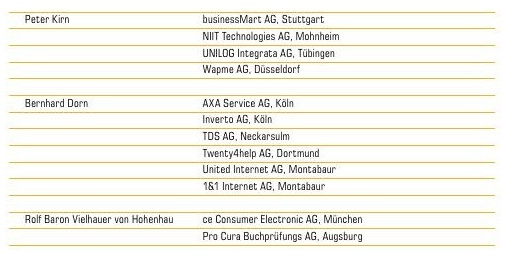 Peter Kirn businessMart AG, Stuttgart
NIIT Technologies AG, Mohnheim
UNILOG Integrata AG, Tübingen
Wapme AG, Düsseldorf
Bernhard Dorn AXA Service AG, Köln
Inverto AG, Köln
TDS AG, Neckarsulm
Twenty4help AG, Dortmund
United Internet AG, Montabaur
1&1 Internet AG, Montabaur
Rolf Baron Vielhauer von Hohenhau ce Consumer Electronic AG, München
Pro Cura Buchprüfungs AG, Augsburg